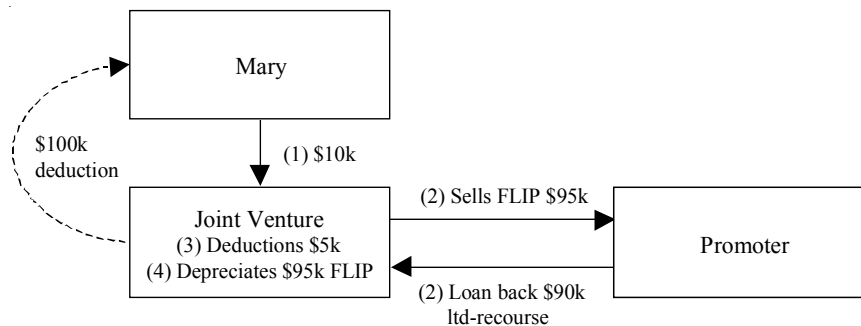 Mary
$100k
deduction
(1) $10k
Joint Venture
(3) Deductions $5k
(4) Depreciates $95k FLIP
(2) Sells FLIP $95k
Promoter
(2) Loan back $90k
ltd-recourse